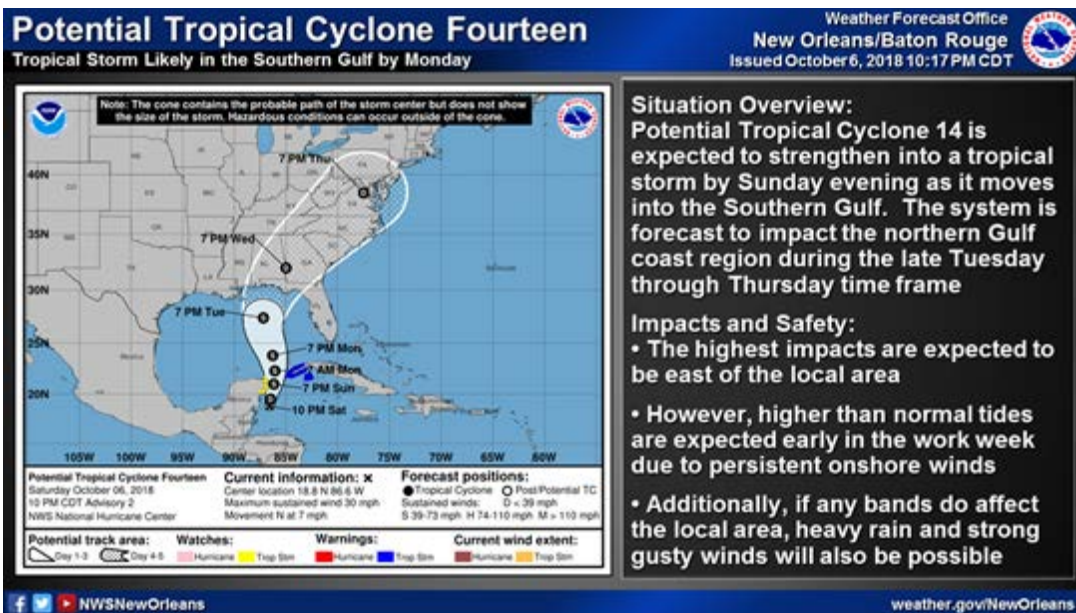 Potential Tropical Cyclone Fourteen
Tropical Storm Likely in the Southern Gulf by Monday
Weather Forecast Office
New Orleans/Baton Rouge
Issued October 6, 2018 10:17 PM CDT
Note: The cone contains the probable path of the storm center but does not show
the size of the storm. Hazardous conditions can occur outside of the cone.
40N
35N
30N
25N
20N
7 PM Thu
7 PM Wed
7 PM Tue
7 PM Mon
7 AM Mon
7 PM Sun
10 PM Sat
Mexico
105W 100W 95W 90W 85W 80W 75W 70W 65W 60W
Potential Tropical Cyclone Fourteen
Saturday October 06, 2018
10 PM CDT Advisory 2
NWS National Hurricane Center
Current information: x
Center location 18.8 N 86.6 W
Maximum sustained wind 30 mph
Movement N at 7 mph
Forecast positions:
Tropical Cyclone Post/Potential TC
Sustained winds: D < 39 mph
S 39-73 mph H 74-110 mph M > 110 mph
Potential track area:
Day 1-3 Day 4-5
Watches:
Hurricane Trop Stm
Warnings:
Hurricane Trop Stm
Current wind extent:
Hurricane Trop Stm
Situation Overview:
Potential Tropical Cyclone 14 is
expected to strengthen into a tropical
storm by Sunday evening as it moves
into the Southern Gulf. The system is
forecast to impact the northern Gulf
coast region during the late Tuesday
through Thursday time frame
Impacts and Safety:
• The highest impacts are expected to
be east of the local area
• However, higher than normal tides
are expected early in the work week
due to persistent onshore winds
• Additionally, if any bands do affect
the local area, heavy rain and strong
gusty winds will also be possible
NWSNewOrleans
weather.gov/NewOrleans